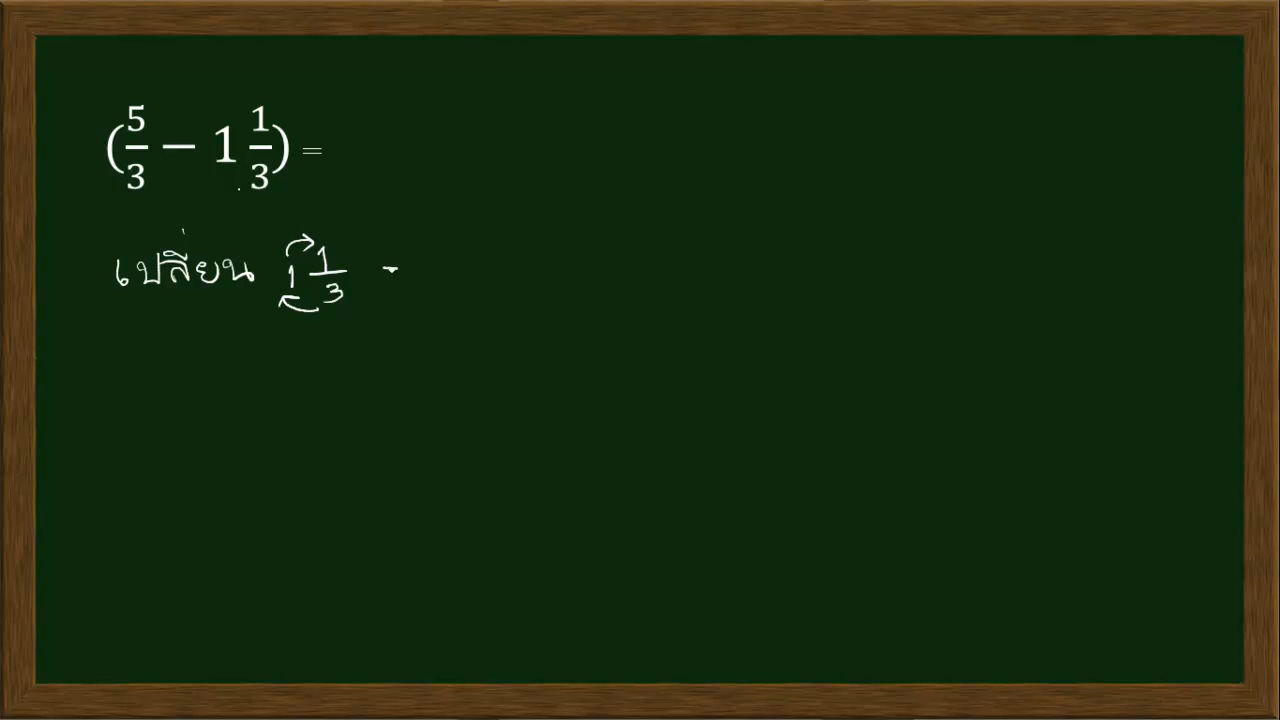 (5/3 − 1 1/3) =
เปลี่ยน 1 1/3 -